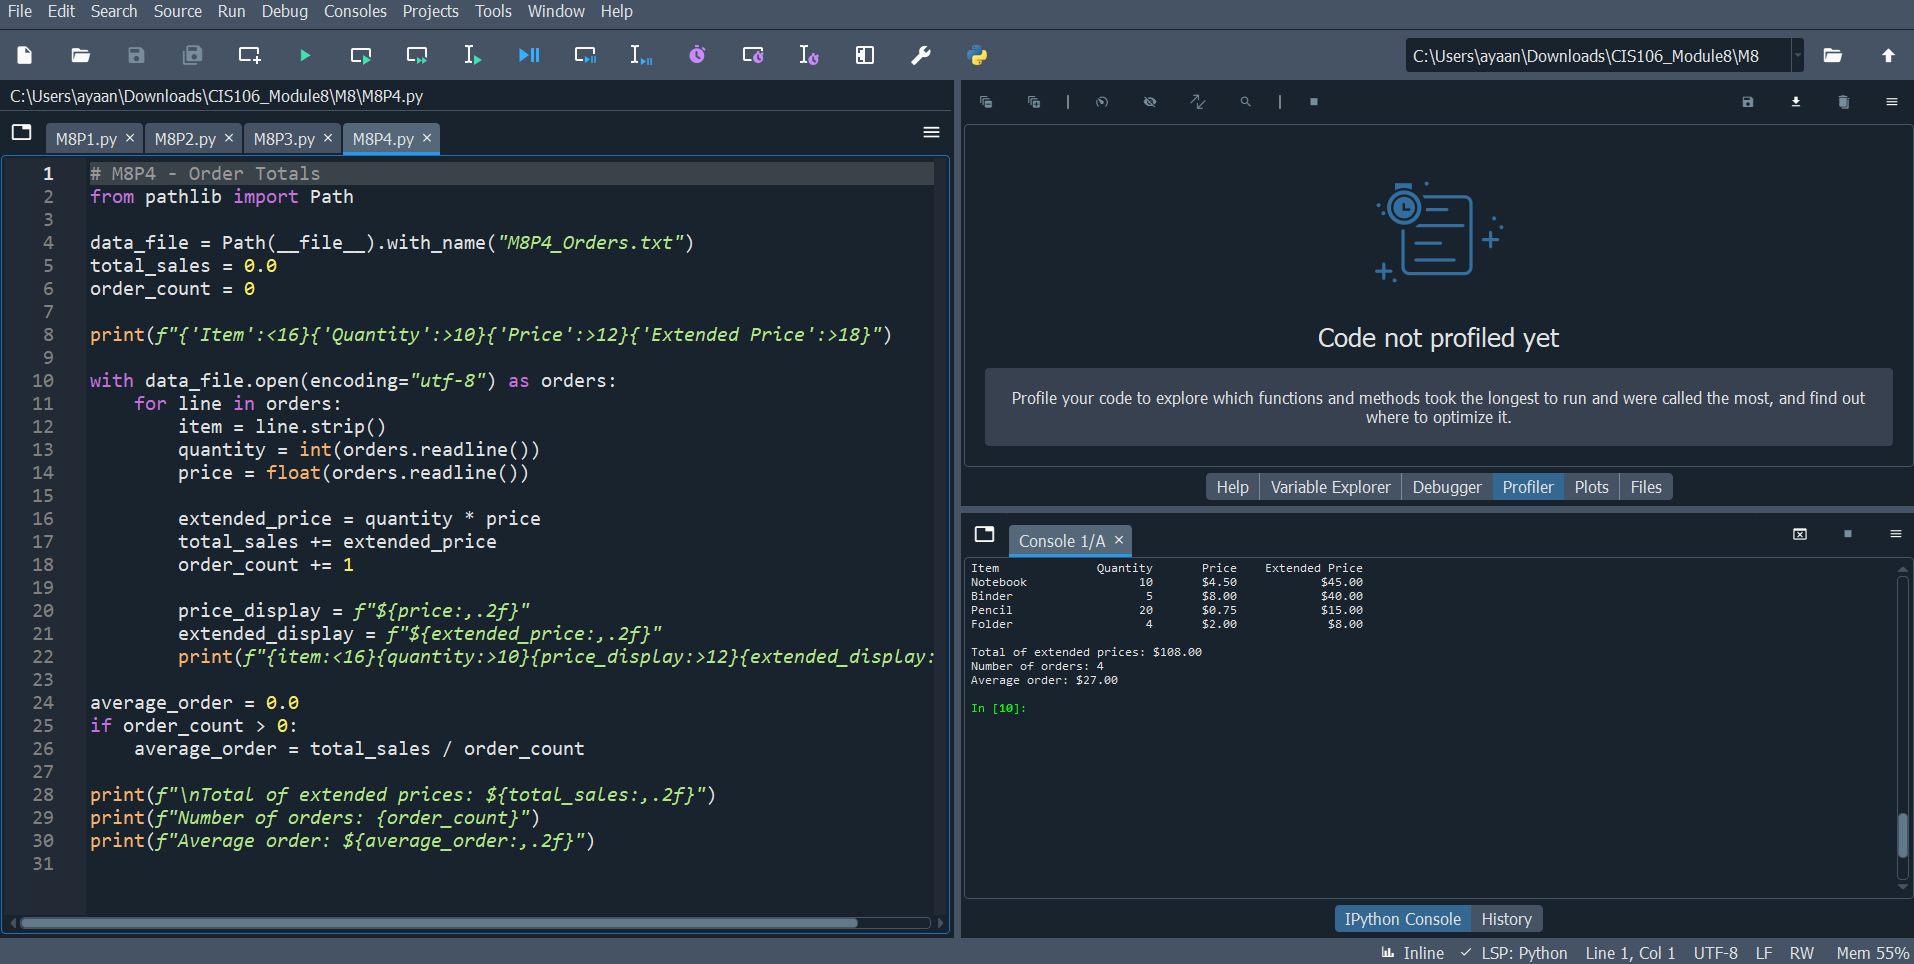 File Edit Search Source Run Debug Consoles Projects Tools Window Help
C:\Users\ayaan\Downloads\CIS106_Module8\M8
C:\Users\ayaan\Downloads\CIS106_Module8\M8\M8P4.py
M8P1.py × M8P2.py × M8P3.py × M8P4.py ×
1 # M8P4 - Order Totals
2 from pathlib import Path
3
4 data_file = Path(__file__).with_name("M8P4_Orders.txt")
5 total_sales = 0.0
6 order_count = 0
7
8 print(f"{'Item':<16}{'Quantity':>10}{'Price':>12}{'Extended Price':>18}")
9
10 with data_file.open(encoding="utf-8") as orders:
11     for line in orders:
12         item = line.strip()
13         quantity = int(orders.readline())
14         price = float(orders.readline())
15
16         extended_price = quantity * price
17         total_sales += extended_price
18         order_count += 1
19
20         price_display = f"${price:,.2f}"
21         extended_display = f"${extended_price:,.2f}"
22         print(f"{item:<16}{quantity:>10}{price_display:>12}{extended_display:
23
24 average_order = 0.0
25 if order_count > 0:
26     average_order = total_sales / order_count
27
28 print(f"\nTotal of extended prices: ${total_sales:,.2f}")
29 print(f"Number of orders: {order_count}")
30 print(f"Average order: ${average_order:,.2f}")
31
Code not profiled yet
Profile your code to explore which functions and methods took the longest to run and were called the most, and find out
where to optimize it.
Help Variable Explorer Debugger Profiler Plots Files
Console 1/A ×
Item Quantity Price Extended Price
Notebook 10 $4.50 $45.00
Binder 5 $8.00 $40.00
Pencil 20 $0.75 $15.00
Folder 4 $2.00 $8.00
Total of extended prices: $108.00
Number of orders: 4
Average order: $27.00
In [10]:
IPython Console History
Inline LSP: Python Line 1, Col 1 UTF-8 LF RW Mem 55%